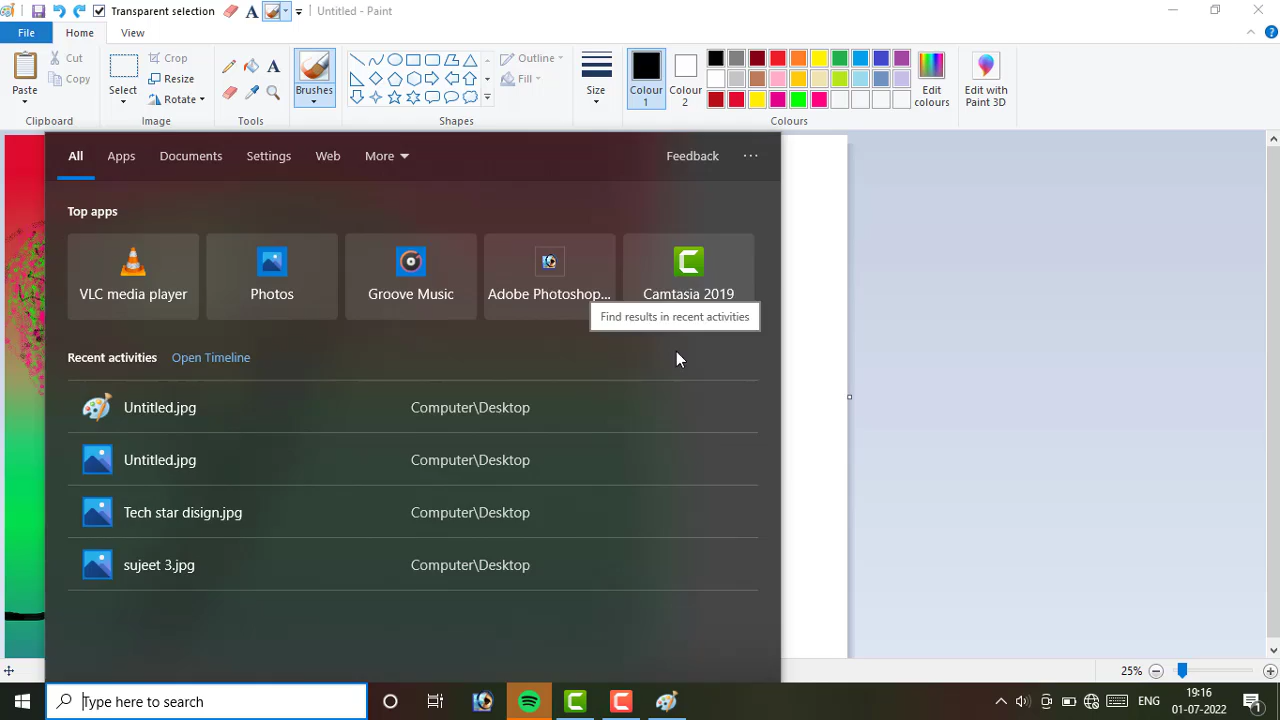 Transparent selection
Untitled - Paint
File
Home
View
Paste
Cut
Copy
Clipboard
Select
Crop
Resize
Rotate
Image
A
Tools
Brushes
Outline
Fill
Shapes
Size
Colour 1
Colour 2
Edit colours
Colours
Edit with Paint 3D
All
Apps
Documents
Settings
Web
More
Feedback
Top apps
VLC media player
Photos
Groove Music
Adobe Photoshop...
Camtasia 2019
Find results in recent activities
Recent activities
Open Timeline
Untitled.jpg
Computer\Desktop
Untitled.jpg
Computer\Desktop
Tech star disign.jpg
Computer\Desktop
sujeet 3.jpg
Computer\Desktop
25%
Type here to search
ENG
19:16
01-07-2022
1